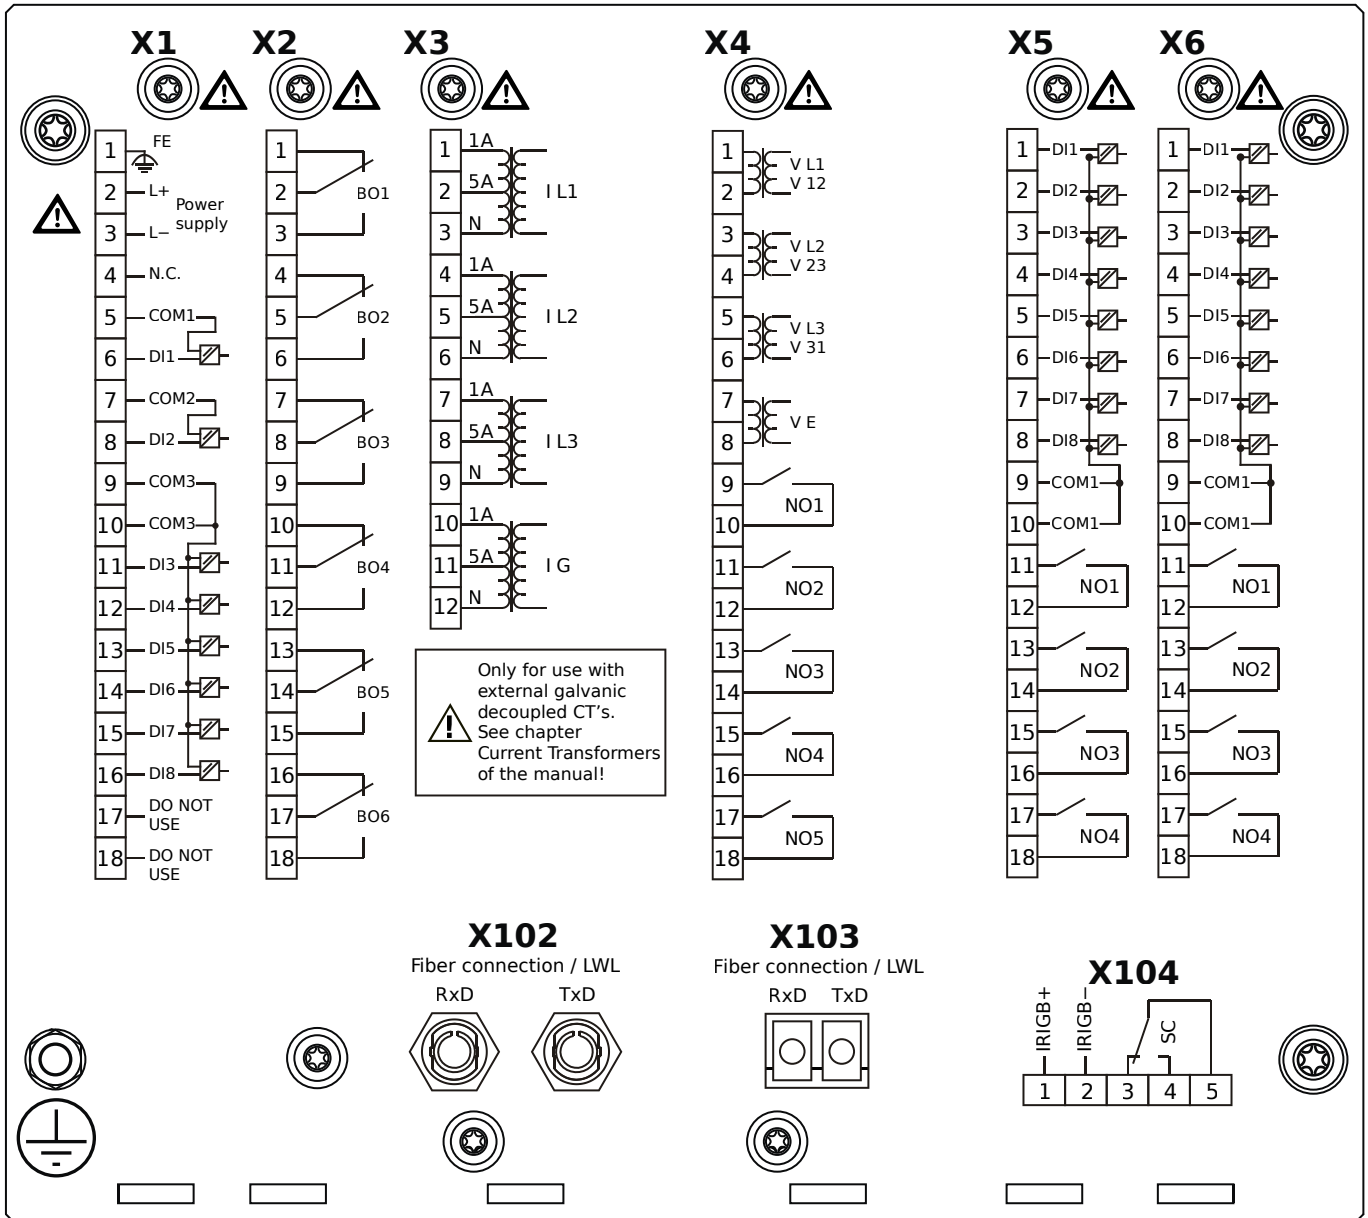 X1
X2
X3
X4
X5
X6
1
FE
2
L+
Power
supply
3
L−
4
N.C.
5
COM1
6
DI1
7
COM2
8
DI2
9
COM3
10
COM3
11
DI3
12
DI4
13
DI5
14
DI6
15
DI7
16
DI8
17
DO NOT
USE
18
DO NOT
USE
1
2
BO1
3
4
5
BO2
6
7
8
BO3
9
10
11
BO4
12
13
14
BO5
15
16
17
BO6
18
1
1A
2
5A
I L1
3
N
4
1A
5
5A
I L2
6
N
7
1A
8
5A
I L3
9
N
10
1A
11
5A
I G
12
N
Only for use with
external galvanic
decoupled CT's.
See chapter
Current Transformers
of the manual!
1
V L1
V 12
2
3
V L2
V 23
4
5
V L3
V 31
6
7
V E
8
9
NO1
10
11
NO2
12
13
NO3
14
15
NO4
16
17
NO5
18
1
DI1
2
DI2
3
DI3
4
DI4
5
DI5
6
DI6
7
DI7
8
DI8
9
COM1
10
COM1
11
NO1
12
13
NO2
14
15
NO3
16
17
NO4
18
1
DI1
2
DI2
3
DI3
4
DI4
5
DI5
6
DI6
7
DI7
8
DI8
9
COM1
10
COM1
11
NO1
12
13
NO2
14
15
NO3
16
17
NO4
18
X102
Fiber connection / LWL
RxD TxD
X103
Fiber connection / LWL
RxD TxD
X104
IRIGB+
IRIGB−
SC
1 2 3 4 5